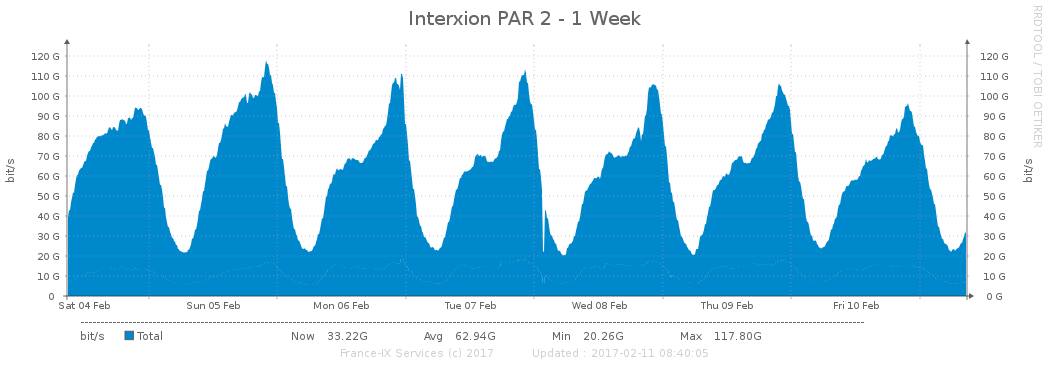 Interxion PAR 2 - 1 Week
RRDTOOL / TOBI OETIKER
bit/s
120 G 120 G
110 G 110 G
100 G 100 G
90 G 90 G
80 G 80 G
70 G 70 G
60 G 60 G
50 G 50 G
40 G 40 G
30 G 30 G
20 G 20 G
10 G 10 G
0 0 G
bit/s
Sat 04 Feb Sun 05 Feb Mon 06 Feb Tue 07 Feb Wed 08 Feb Thu 09 Feb Fri 10 Feb
bit/s Total Now 33.22G Avg 62.94G Min 20.26G Max 117.80G
France-IX Services (c) 2017 Updated : 2017-02-11 08:40:05